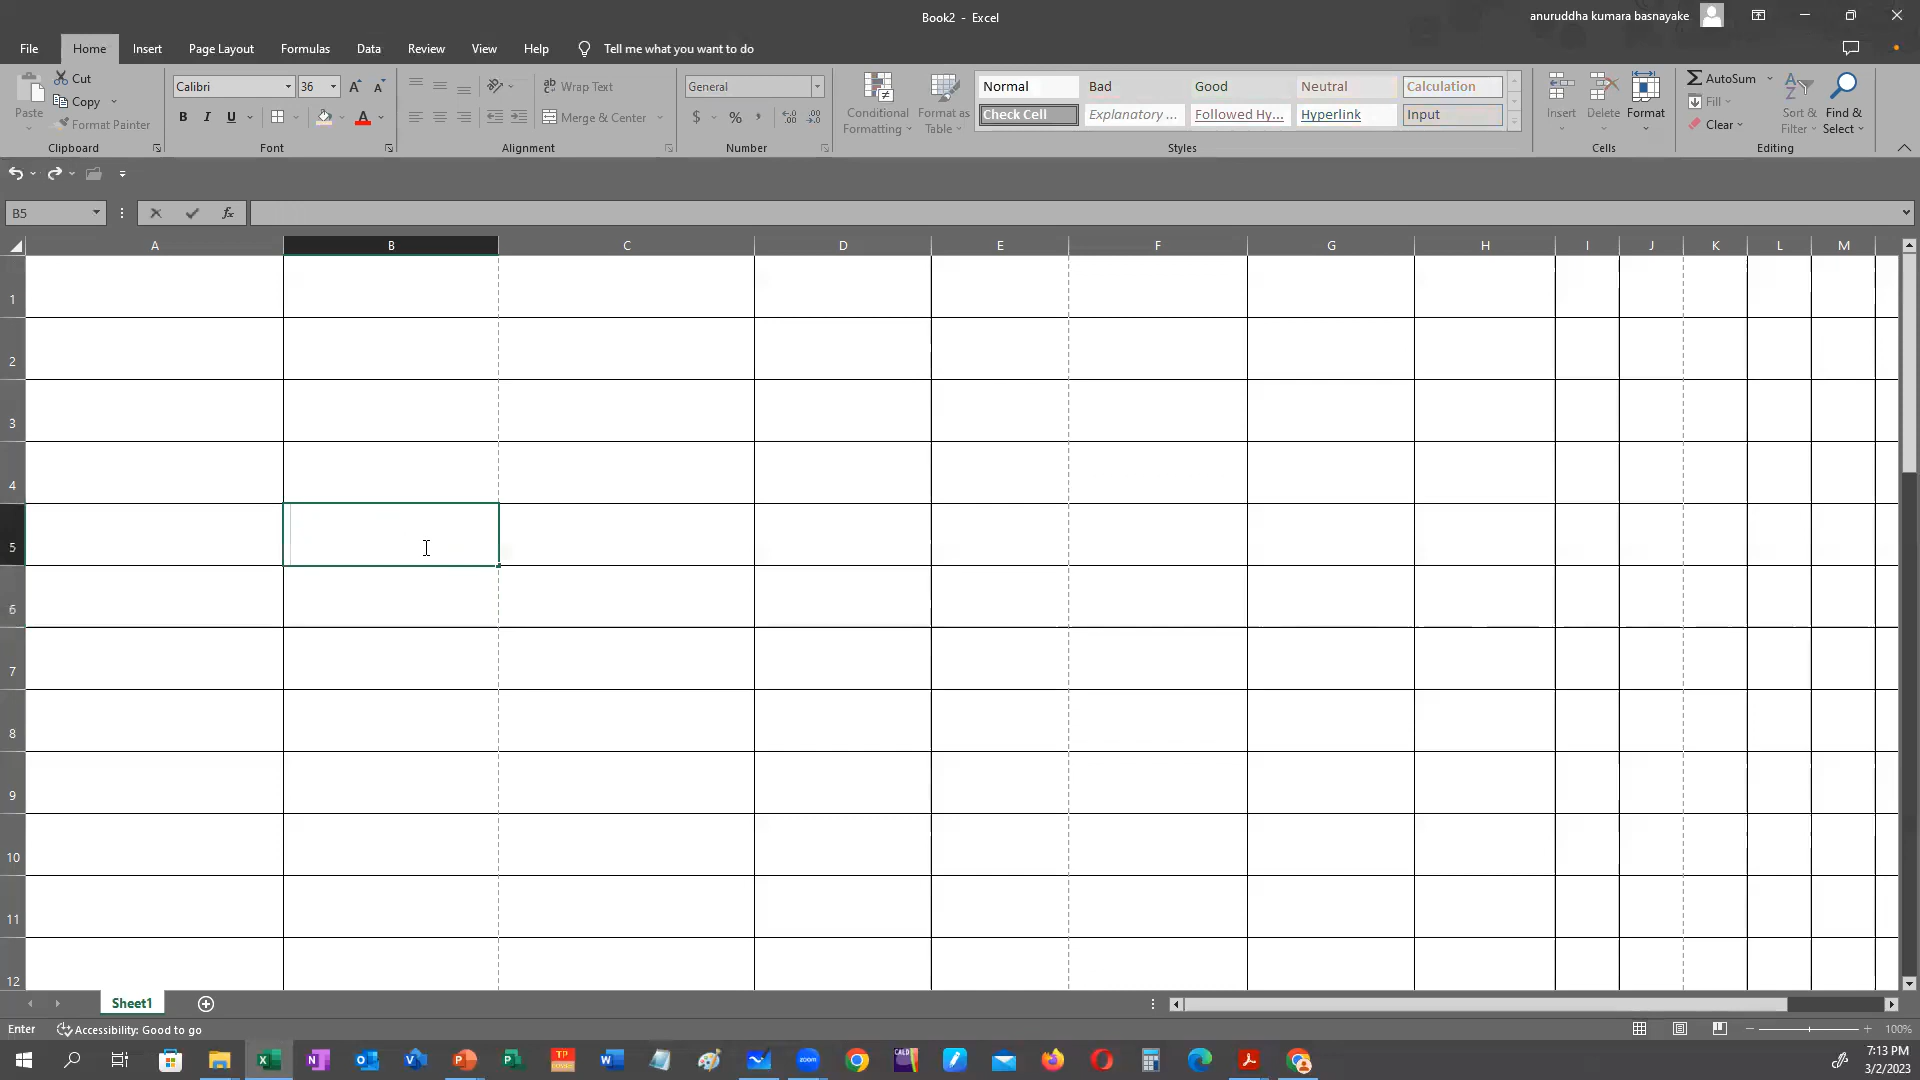 Book2 - Excel
anuruddha kumara basnayake
File Home Insert Page Layout Formulas Data Review View Help Tell me what you want to do
Paste
Cut
Copy
Format Painter
Clipboard
Calibri 36
B I U A
Font
Wrap Text
Merge & Center
Alignment
General
$ % ,
Number
Conditional Formatting
Format as Table
Normal Bad Good Neutral Calculation
Check Cell Explanatory ... Followed Hy... Hyperlink Input
Styles
Insert Delete Format
Cells
AutoSum
Fill
Clear
Sort & Filter
Find & Select
Editing
B5
fx
A B C D E F G H I J K L M
1
2
3
4
5
6
7
8
9
10
11
12
Sheet1
Enter Accessibility: Good to go
100%
7:13 PM
3/2/2023